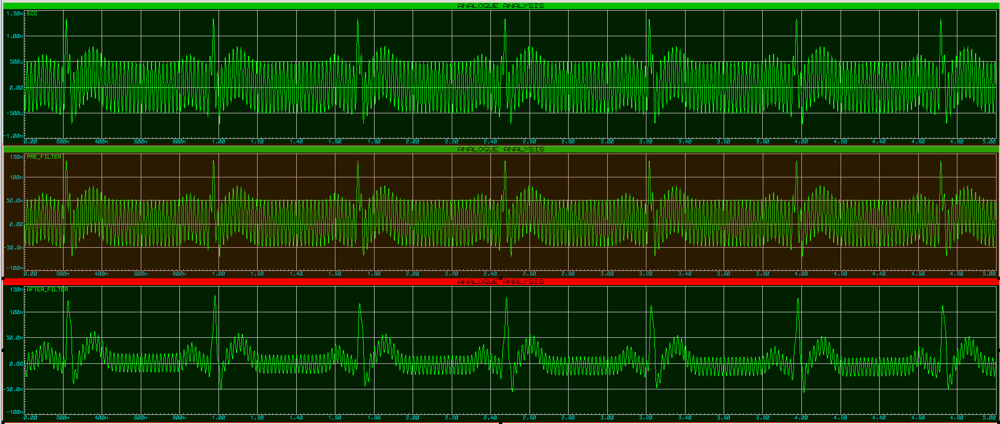 ANALOGUE ANALYSIS
ECG
1.50m
1.00m
500u
0.00
-500u
-1.00m
0.00 200m 400m 600m 800m 1.00 1.20 1.40 1.60 1.80 2.00 2.20 2.40 2.60 2.80 3.00 3.20 3.40 3.60 3.80 4.00 4.20 4.40 4.60 4.80 5.00
ANALOGUE ANALYSIS
PRE_FILTER
150m
100m
50.0m
0.00
-50.0m
-100m
0.00 200m 400m 600m 800m 1.00 1.20 1.40 1.60 1.80 2.00 2.20 2.40 2.60 2.80 3.00 3.20 3.40 3.60 3.80 4.00 4.20 4.40 4.60 4.80 5.00
ANALOGUE ANALYSIS
AFTER_FILTER
150m
100m
50.0m
0.00
-50.0m
-100m
0.00 200m 400m 600m 800m 1.00 1.20 1.40 1.60 1.80 2.00 2.20 2.40 2.60 2.80 3.00 3.20 3.40 3.60 3.80 4.00 4.20 4.40 4.60 4.80 5.00